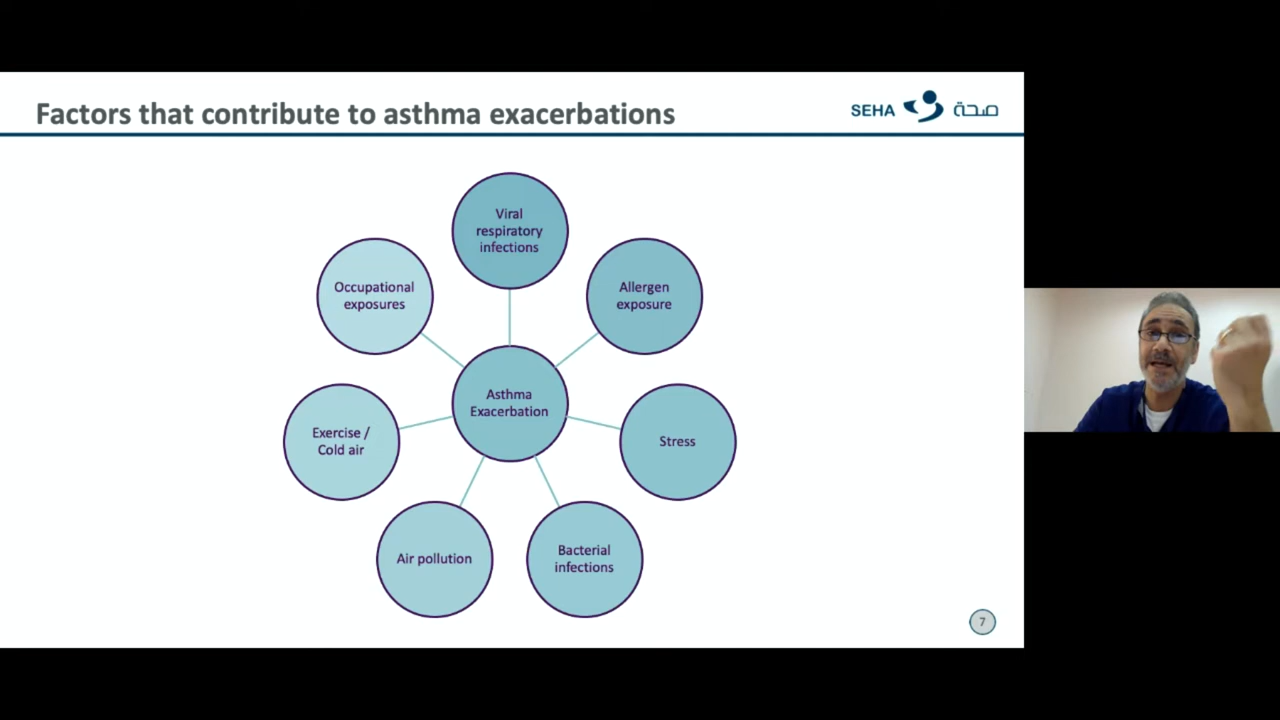 Factors that contribute to asthma exacerbations
SEHA صحة
Viral
respiratory
infections
Allergen
exposure
Stress
Bacterial
infections
Air pollution
Exercise /
Cold air
Occupational
exposures
Asthma
Exacerbation
7